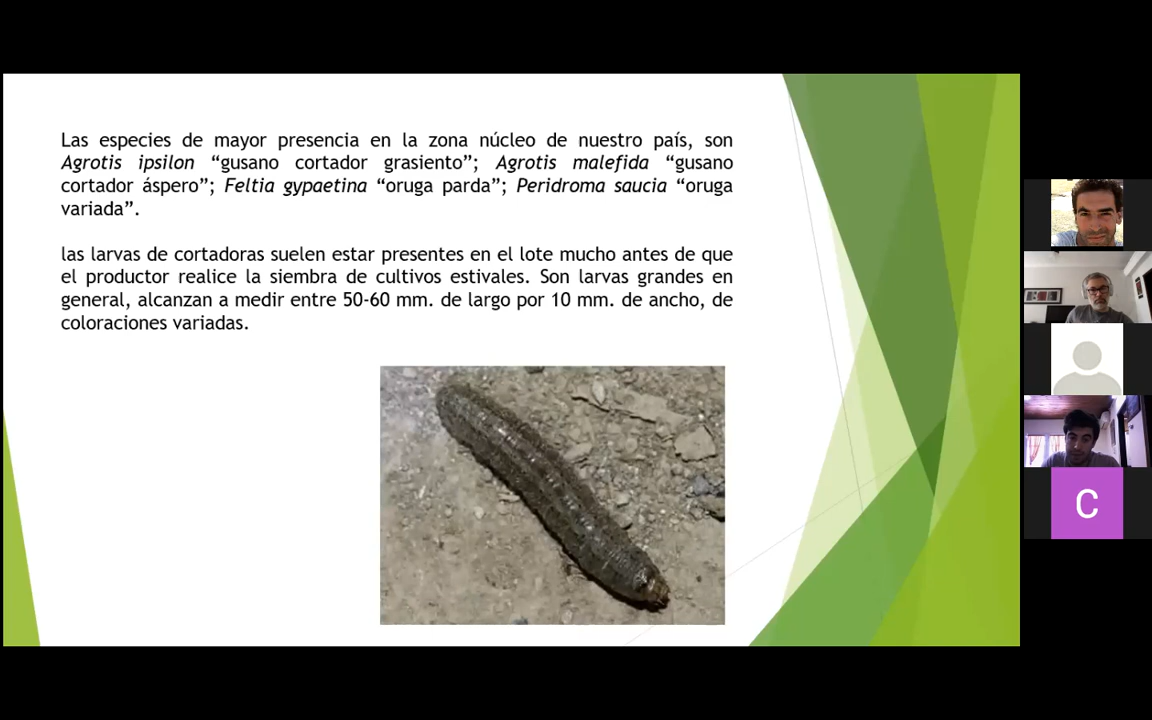 Las especies de mayor presencia en la zona núcleo de nuestro país, son
Agrotis ipsilon “gusano cortador grasiento”; Agrotis malefida “gusano
cortador áspero”; Feltia gypaetina “oruga parda”; Peridroma saucia “oruga
variada”.
las larvas de cortadoras suelen estar presentes en el lote mucho antes de que
el productor realice la siembra de cultivos estivales. Son larvas grandes en
general, alcanzan a medir entre 50-60 mm. de largo por 10 mm. de ancho, de
coloraciones variadas.
C